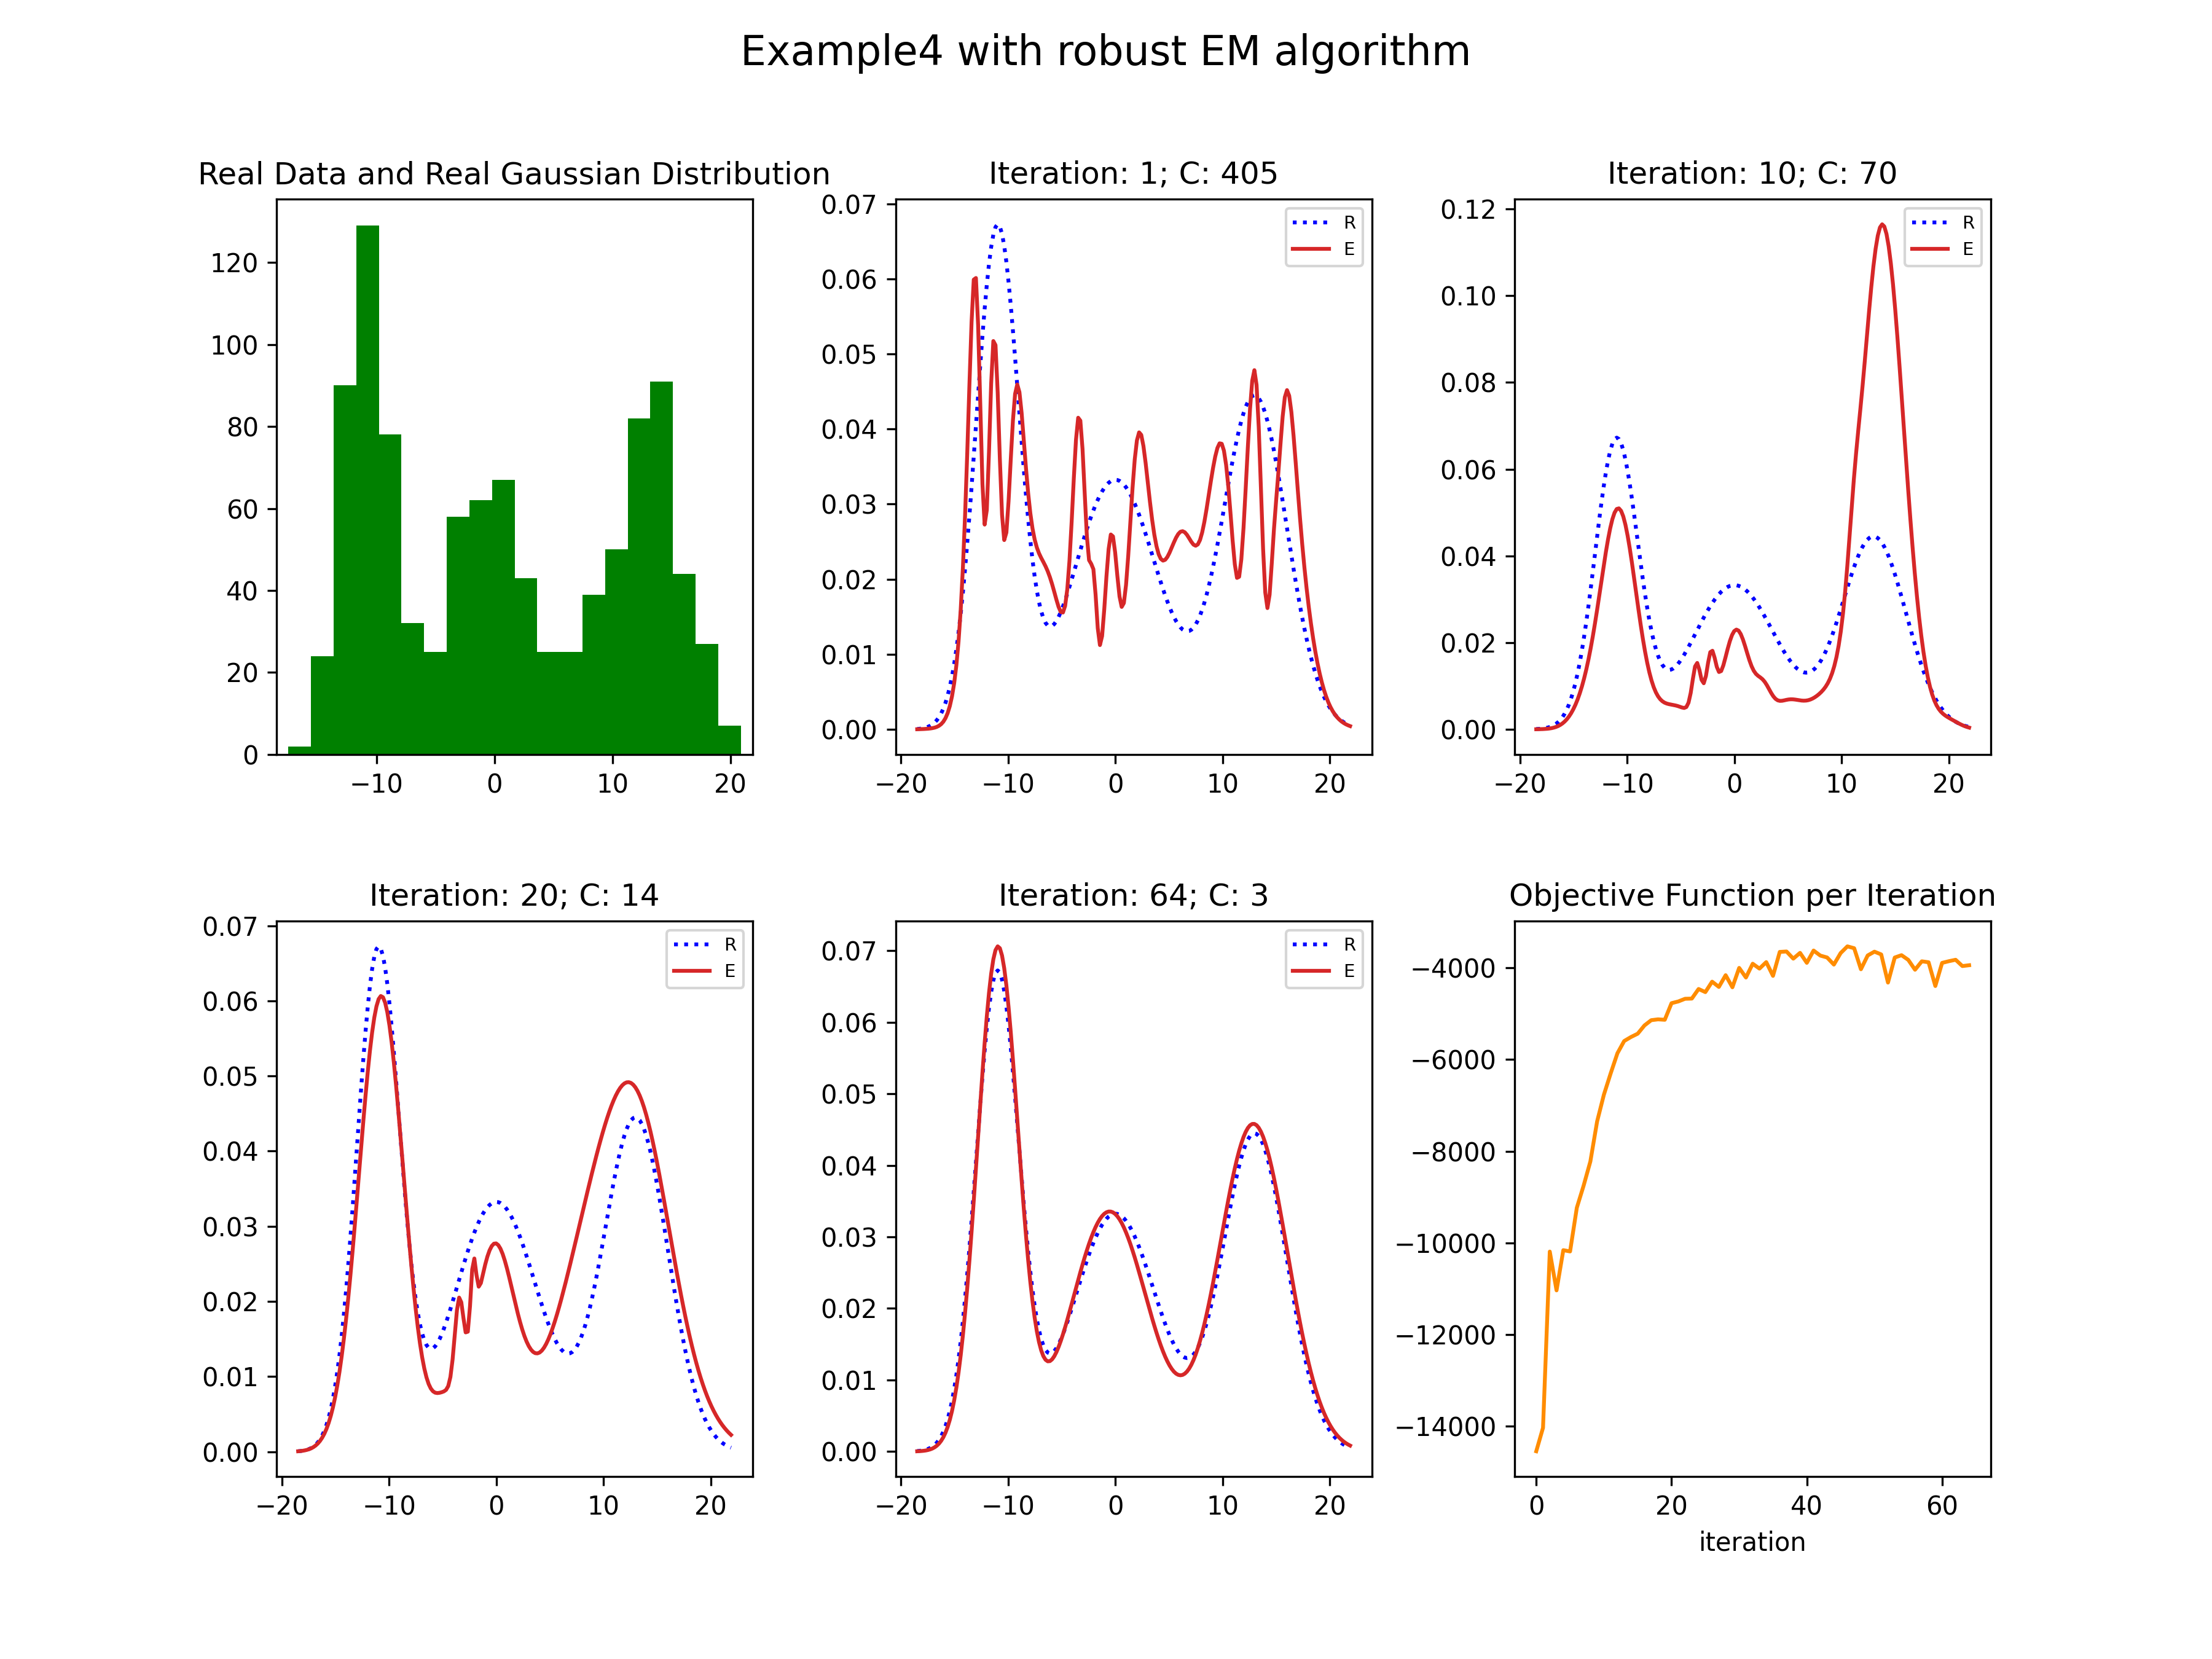 Example4 with robust EM algorithm
Real Data and Real Gaussian Distribution
120
100
80
60
40
20
0
−10 0 10 20
Iteration: 1; C: 405
R
E
0.07
0.06
0.05
0.04
0.03
0.02
0.01
0.00
−20 −10 0 10 20
Iteration: 10; C: 70
R
E
0.12
0.10
0.08
0.06
0.04
0.02
0.00
−20 −10 0 10 20
Iteration: 20; C: 14
R
E
0.07
0.06
0.05
0.04
0.03
0.02
0.01
0.00
−20 −10 0 10 20
Iteration: 64; C: 3
R
E
0.07
0.06
0.05
0.04
0.03
0.02
0.01
0.00
−20 −10 0 10 20
Objective Function per Iteration
−4000
−6000
−8000
−10000
−12000
−14000
0 20 40 60
iteration